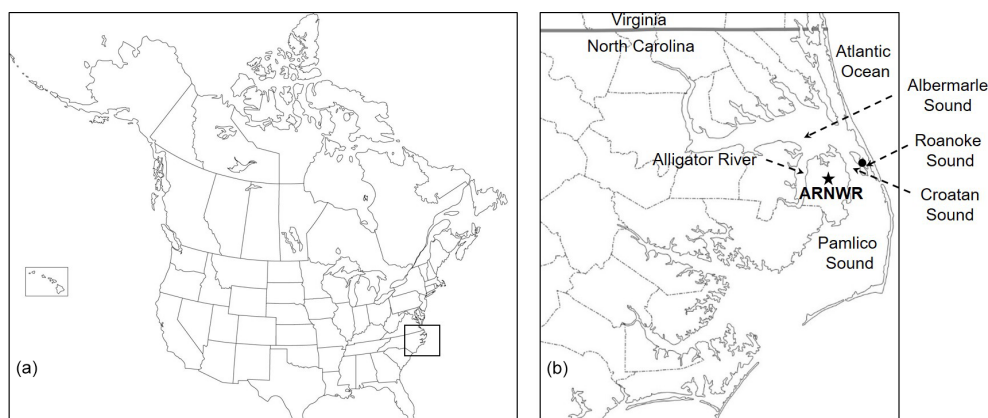 (a)
Virginia
North Carolina
Atlantic
Ocean
Albermarle
Sound
Roanoke
Sound
Alligator River
ARNWR
Croatan
Sound
Pamlico
Sound
(b)